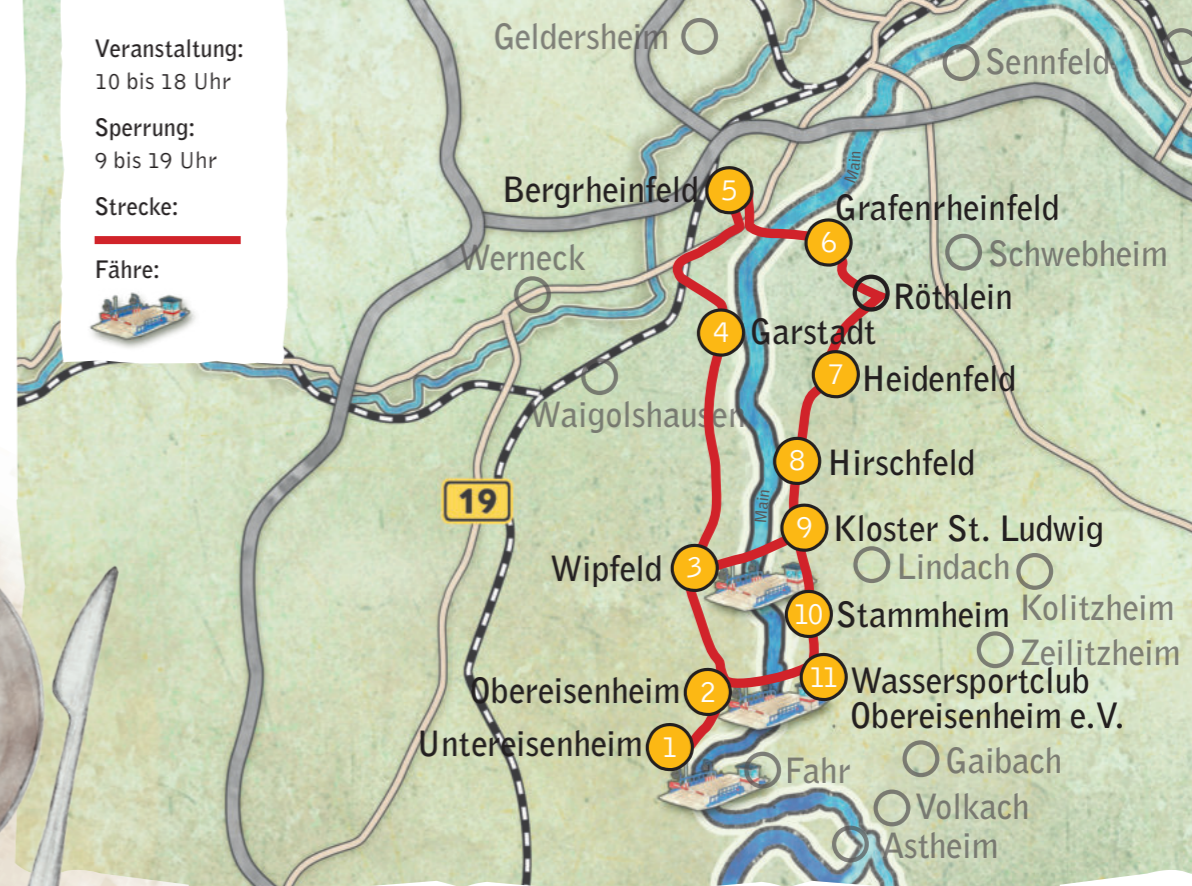 Veranstaltung:
10 bis 18 Uhr
Sperrung:
9 bis 19 Uhr
Strecke:
Fähre:
Geldersheim
Sennfeld
Main
Bergrheinfeld
5
Grafenrheinfeld
6
Schwebheim
Werneck
Röthlein
4
Garstadt
7
Heidenfeld
Waigolshausen
8
Hirschfeld
19
Main
9
Kloster St. Ludwig
Wipfeld
3
Lindach
10
Stammheim
Kolitzheim
Zeilitzheim
Obereisenheim
2
11
Wassersportclub
Obereisenheim e.V.
Untereisenheim
1
Fahr
Gaibach
Volkach
Astheim